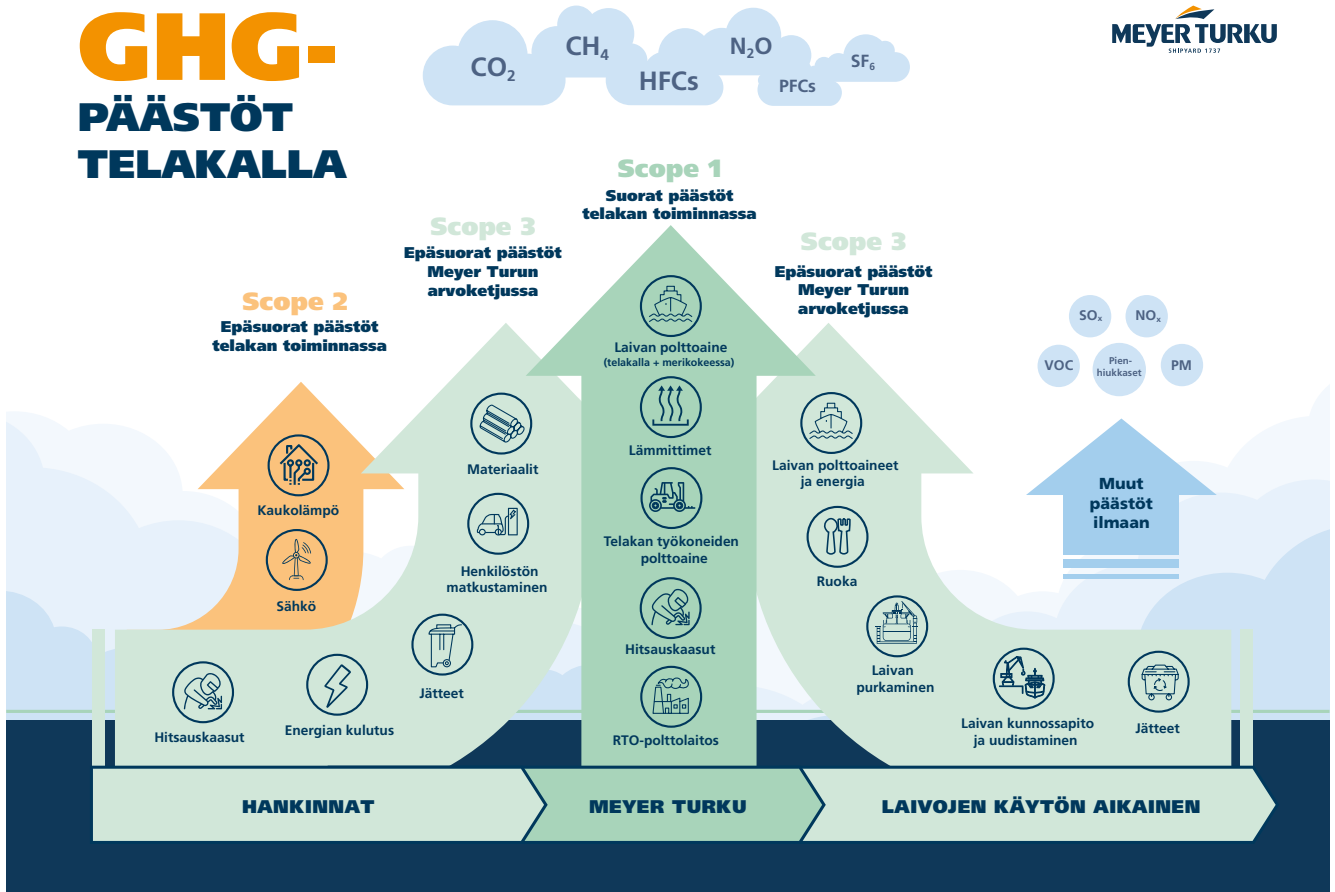 GHG-
PÄÄSTÖT
TELAKALLA
CO2
CH4
HFCs
N2O
PFCs
SF6
MEYER TURKU
SHIPYARD 1737
Scope 1
Suorat päästöt
telakan toiminnassa
Scope 3
Epäsuorat päästöt
Meyer Turun
arvoketjussa
Scope 3
Epäsuorat päästöt
Meyer Turun
arvoketjussa
Scope 2
Epäsuorat päästöt
telakan toiminnassa
Kaukolämpö
Sähkö
Materiaalit
Henkilöstön
matkustaminen
Jätteet
Energian kulutus
Hitsauskaasut
Laivan polttoaine
(telakalla + merikokeessa)
Lämmittimet
Telakan työkoneiden
polttoaine
Hitsauskaasut
RTO-polttolaitos
Laivan polttoaineet
ja energia
Ruoka
Laivan
purkaminen
Laivan kunnossapito
ja uudistaminen
Jätteet
SOx
NOx
VOC
Pien-
hiukkaset
PM
Muut
päästöt
ilmaan
HANKINNAT
MEYER TURKU
LAIVOJEN KÄYTÖN AIKAINEN